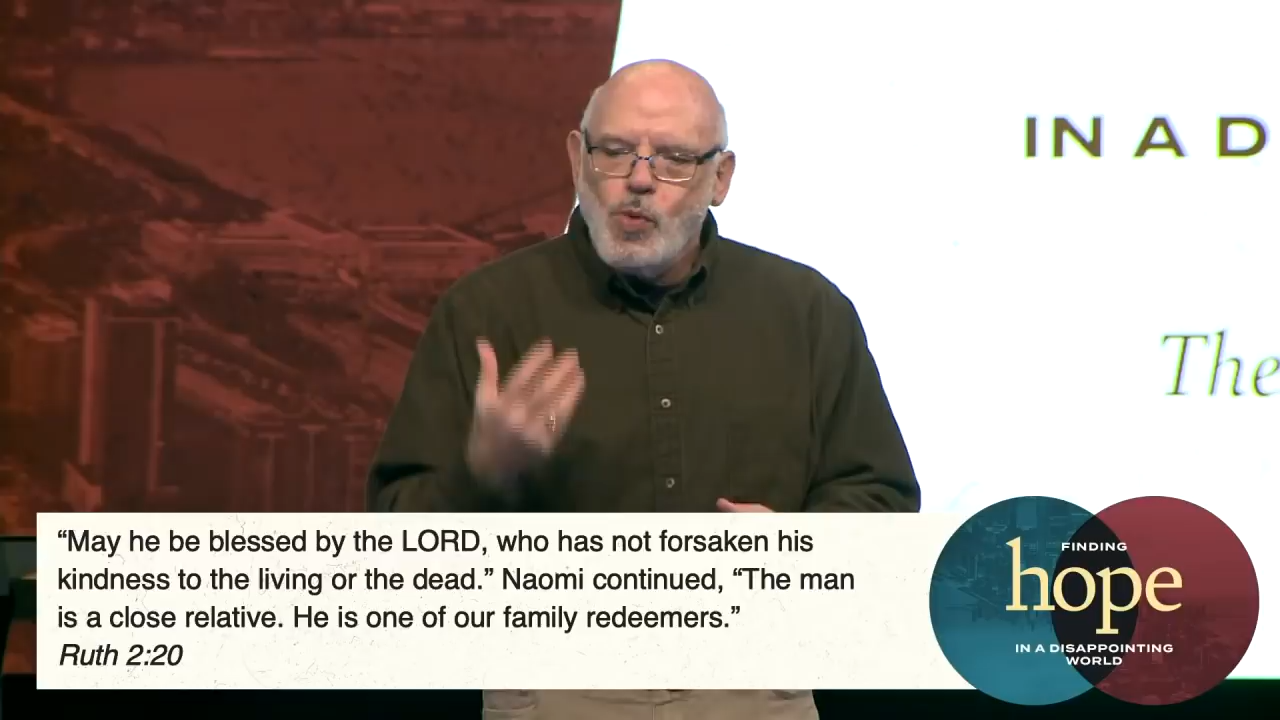 IN A D
The
“May he be blessed by the LORD, who has not forsaken his
kindness to the living or the dead.” Naomi continued, “The man
is a close relative. He is one of our family redeemers.”
Ruth 2:20
FINDING
hope
IN A DISAPPOINTING
WORLD